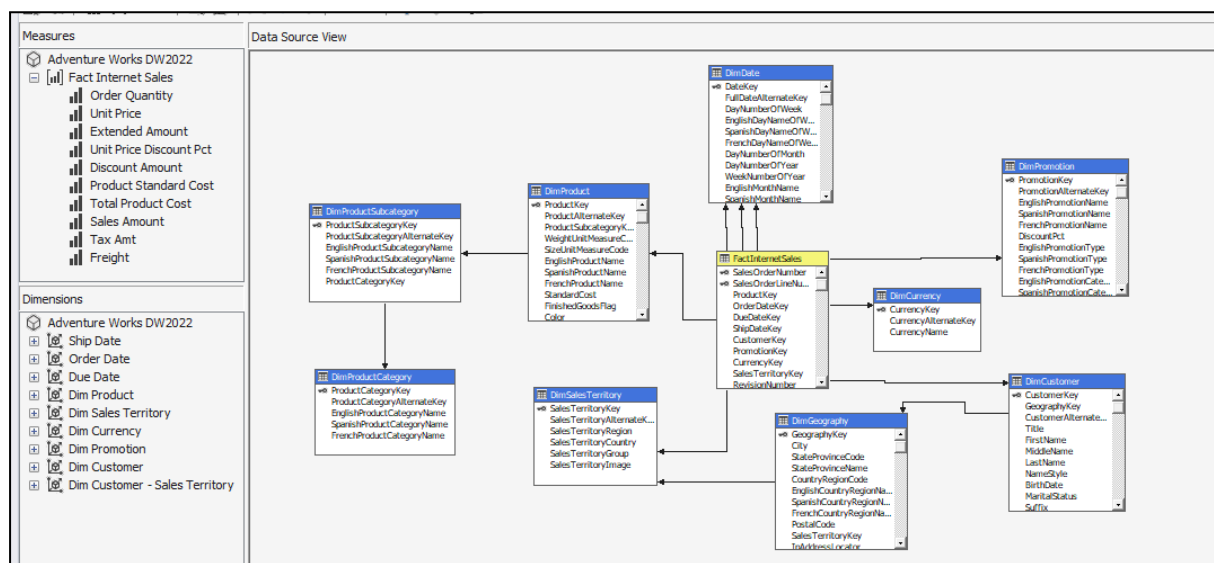 Measures
Adventure Works DW2022
Fact Internet Sales
Order Quantity
Unit Price
Extended Amount
Unit Price Discount Pct
Discount Amount
Product Standard Cost
Total Product Cost
Sales Amount
Tax Amt
Freight
Dimensions
Adventure Works DW2022
Ship Date
Order Date
Due Date
Dim Product
Dim Sales Territory
Dim Currency
Dim Promotion
Dim Customer
Dim Customer - Sales Territory
Data Source View
DimDate
DateKey
FullDateAlternateKey
DayNumberOfWeek
EnglishDayNameOfW...
SpanishDayNameOfW...
FrenchDayNameOfWe...
DayNumberOfMonth
DayNumberOfYear
WeekNumberOfYear
EnglishMonthName
SpanishMonthName
DimPromotion
PromotionKey
PromotionAlternateKey
EnglishPromotionName
SpanishPromotionName
FrenchPromotionName
DiscountPct
EnglishPromotionType
SpanishPromotionType
FrenchPromotionType
EnglishPromotionCate...
SpanishPromotionCate...
DimProduct
ProductKey
ProductAlternateKey
ProductSubcategoryK...
WeightUnitMeasureC...
SizeUnitMeasureCode
EnglishProductName
SpanishProductName
FrenchProductName
StandardCost
FinishedGoodsFlag
Color
DimProductSubcategory
ProductSubcategoryKey
ProductSubcategoryAlternateKey
EnglishProductSubcategoryName
SpanishProductSubcategoryName
FrenchProductSubcategoryName
ProductCategoryKey
FactInternetSales
SalesOrderNumber
SalesOrderLineNu...
ProductKey
OrderDateKey
DueDateKey
ShipDateKey
CustomerKey
PromotionKey
CurrencyKey
SalesTerritoryKey
RevisionNumber
DimCurrency
CurrencyKey
CurrencyAlternateKey
CurrencyName
DimProductCategory
ProductCategoryKey
ProductCategoryAlternateKey
EnglishProductCategoryName
SpanishProductCategoryName
FrenchProductCategoryName
DimSalesTerritory
SalesTerritoryKey
SalesTerritoryAlternateK...
SalesTerritoryRegion
SalesTerritoryCountry
SalesTerritoryGroup
SalesTerritoryImage
DimGeography
GeographyKey
City
StateProvinceCode
StateProvinceName
CountryRegionCode
EnglishCountryRegionNa...
SpanishCountryRegionN...
FrenchCountryRegionNa...
PostalCode
SalesTerritoryKey
IpAddressLocator
DimCustomer
CustomerKey
GeographyKey
CustomerAlternate...
Title
FirstName
MiddleName
LastName
NameStyle
BirthDate
MaritalStatus
Suffix